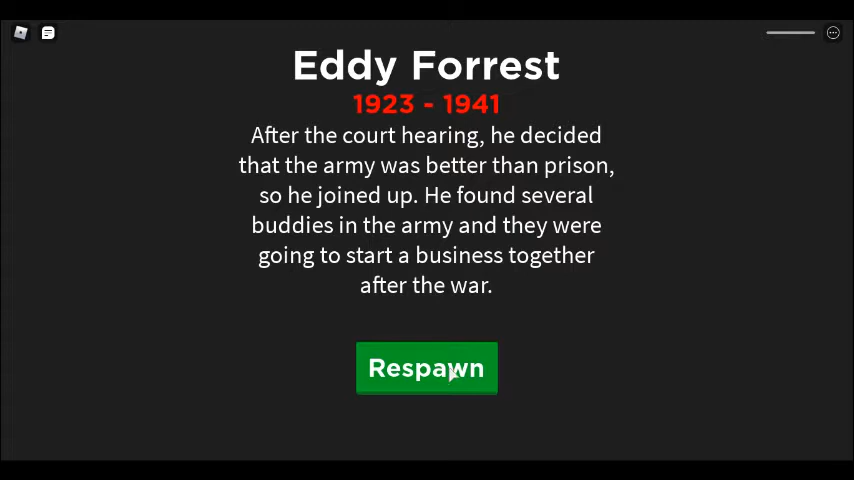 Eddy Forrest
1923 - 1941
After the court hearing, he decided
that the army was better than prison,
so he joined up. He found several
buddies in the army and they were
going to start a business together
after the war.
Respawn